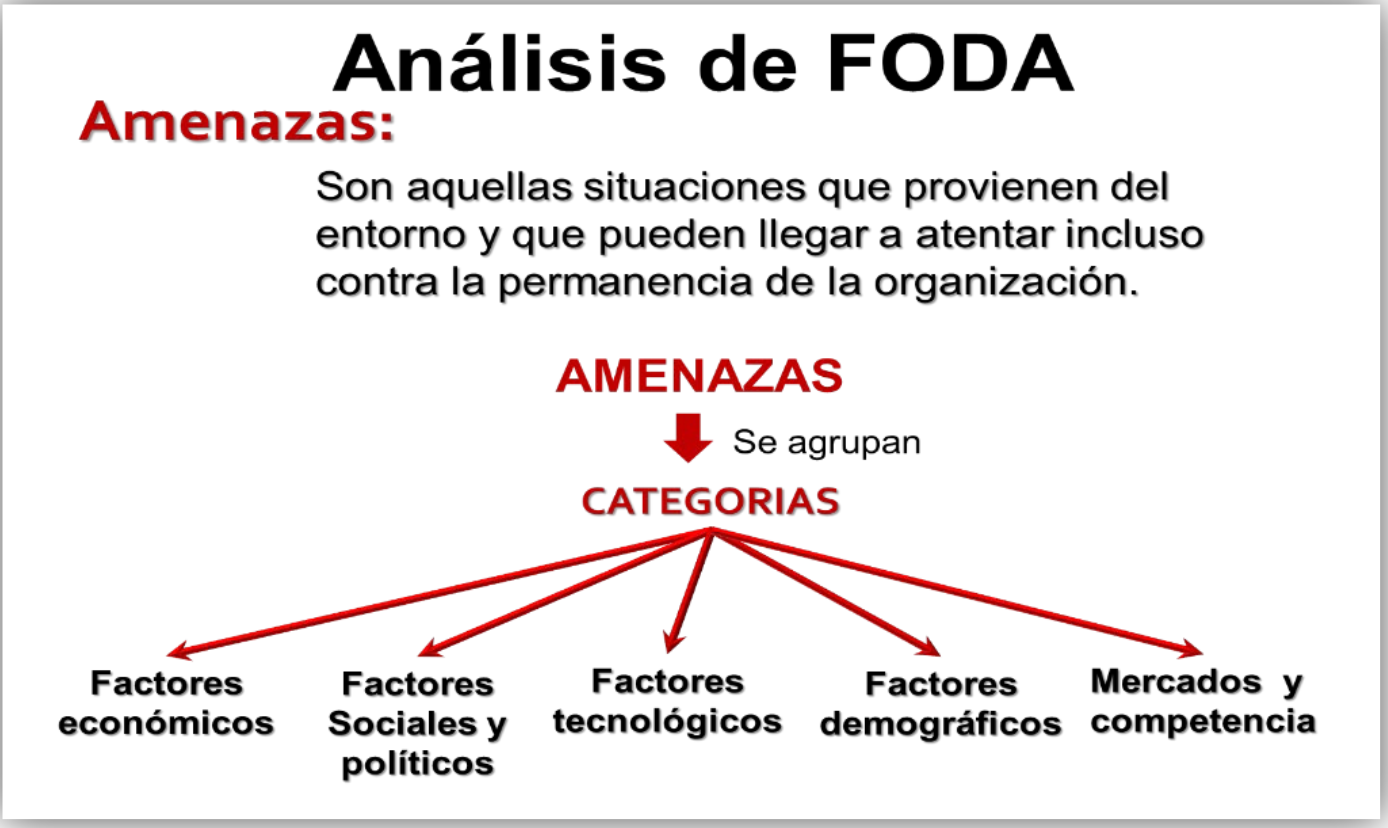 Análisis de FODA
Amenazas:
Son aquellas situaciones que provienen del
entorno y que pueden llegar a atentar incluso
contra la permanencia de la organización.
AMENAZAS
Se agrupan
CATEGORIAS
Factores
económicos
Factores
Sociales y
políticos
Factores
tecnológicos
Factores
demográficos
Mercados y
competencia